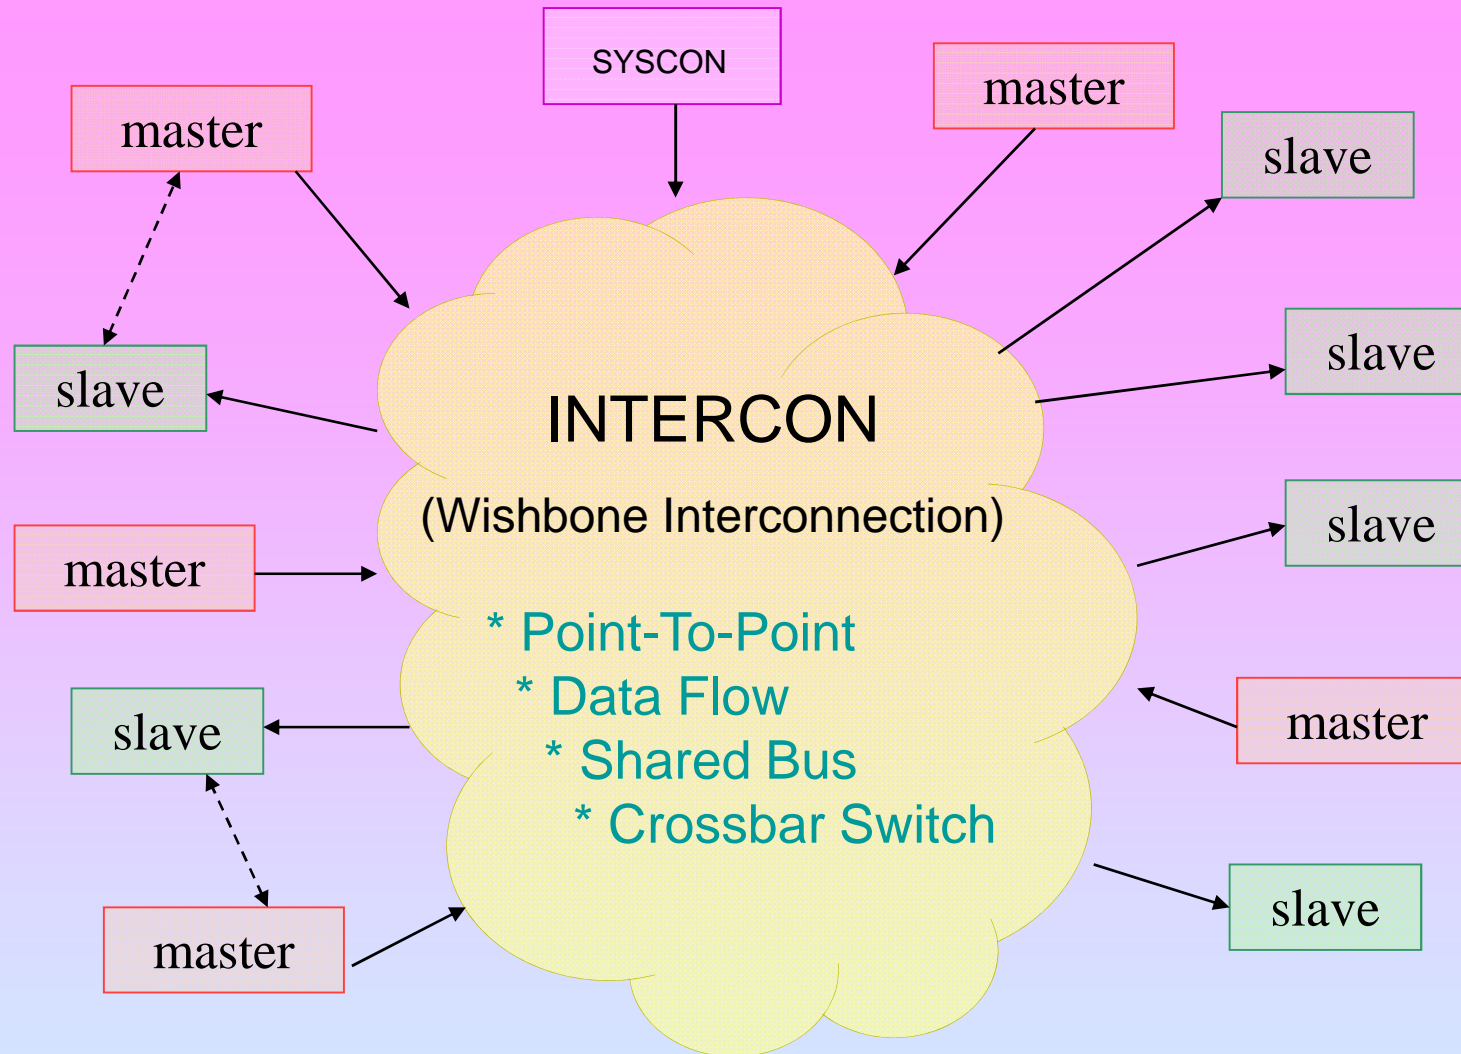 SYSCON
master
master
slave
slave
slave
INTERCON
(Wishbone Interconnection)
slave
master
* Point-To-Point
* Data Flow
* Shared Bus
* Crossbar Switch
master
slave
slave
master